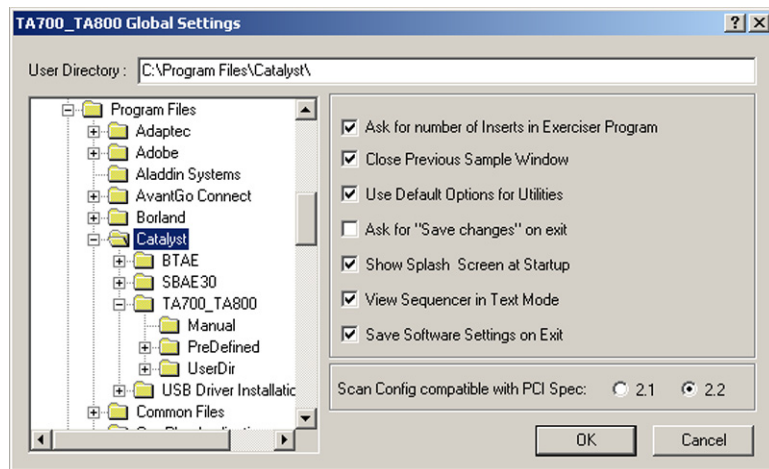 TA700_TA800 Global Settings
User Directory : C:\Program Files\Catalyst\
Program Files
Adaptec
Adobe
Aladdin Systems
AvantGo Connect
Borland
Catalyst
BTAE
SBAE30
TA700_TA800
Manual
PreDefined
UserDir
USB Driver Installatic
Common Files
Ask for number of Inserts in Exerciser Program
Close Previous Sample Window
Use Default Options for Utilities
Ask for "Save changes" on exit
Show Splash Screen at Startup
View Sequencer in Text Mode
Save Software Settings on Exit
Scan Config compatible with PCI Spec: 2.1 2.2
OK Cancel